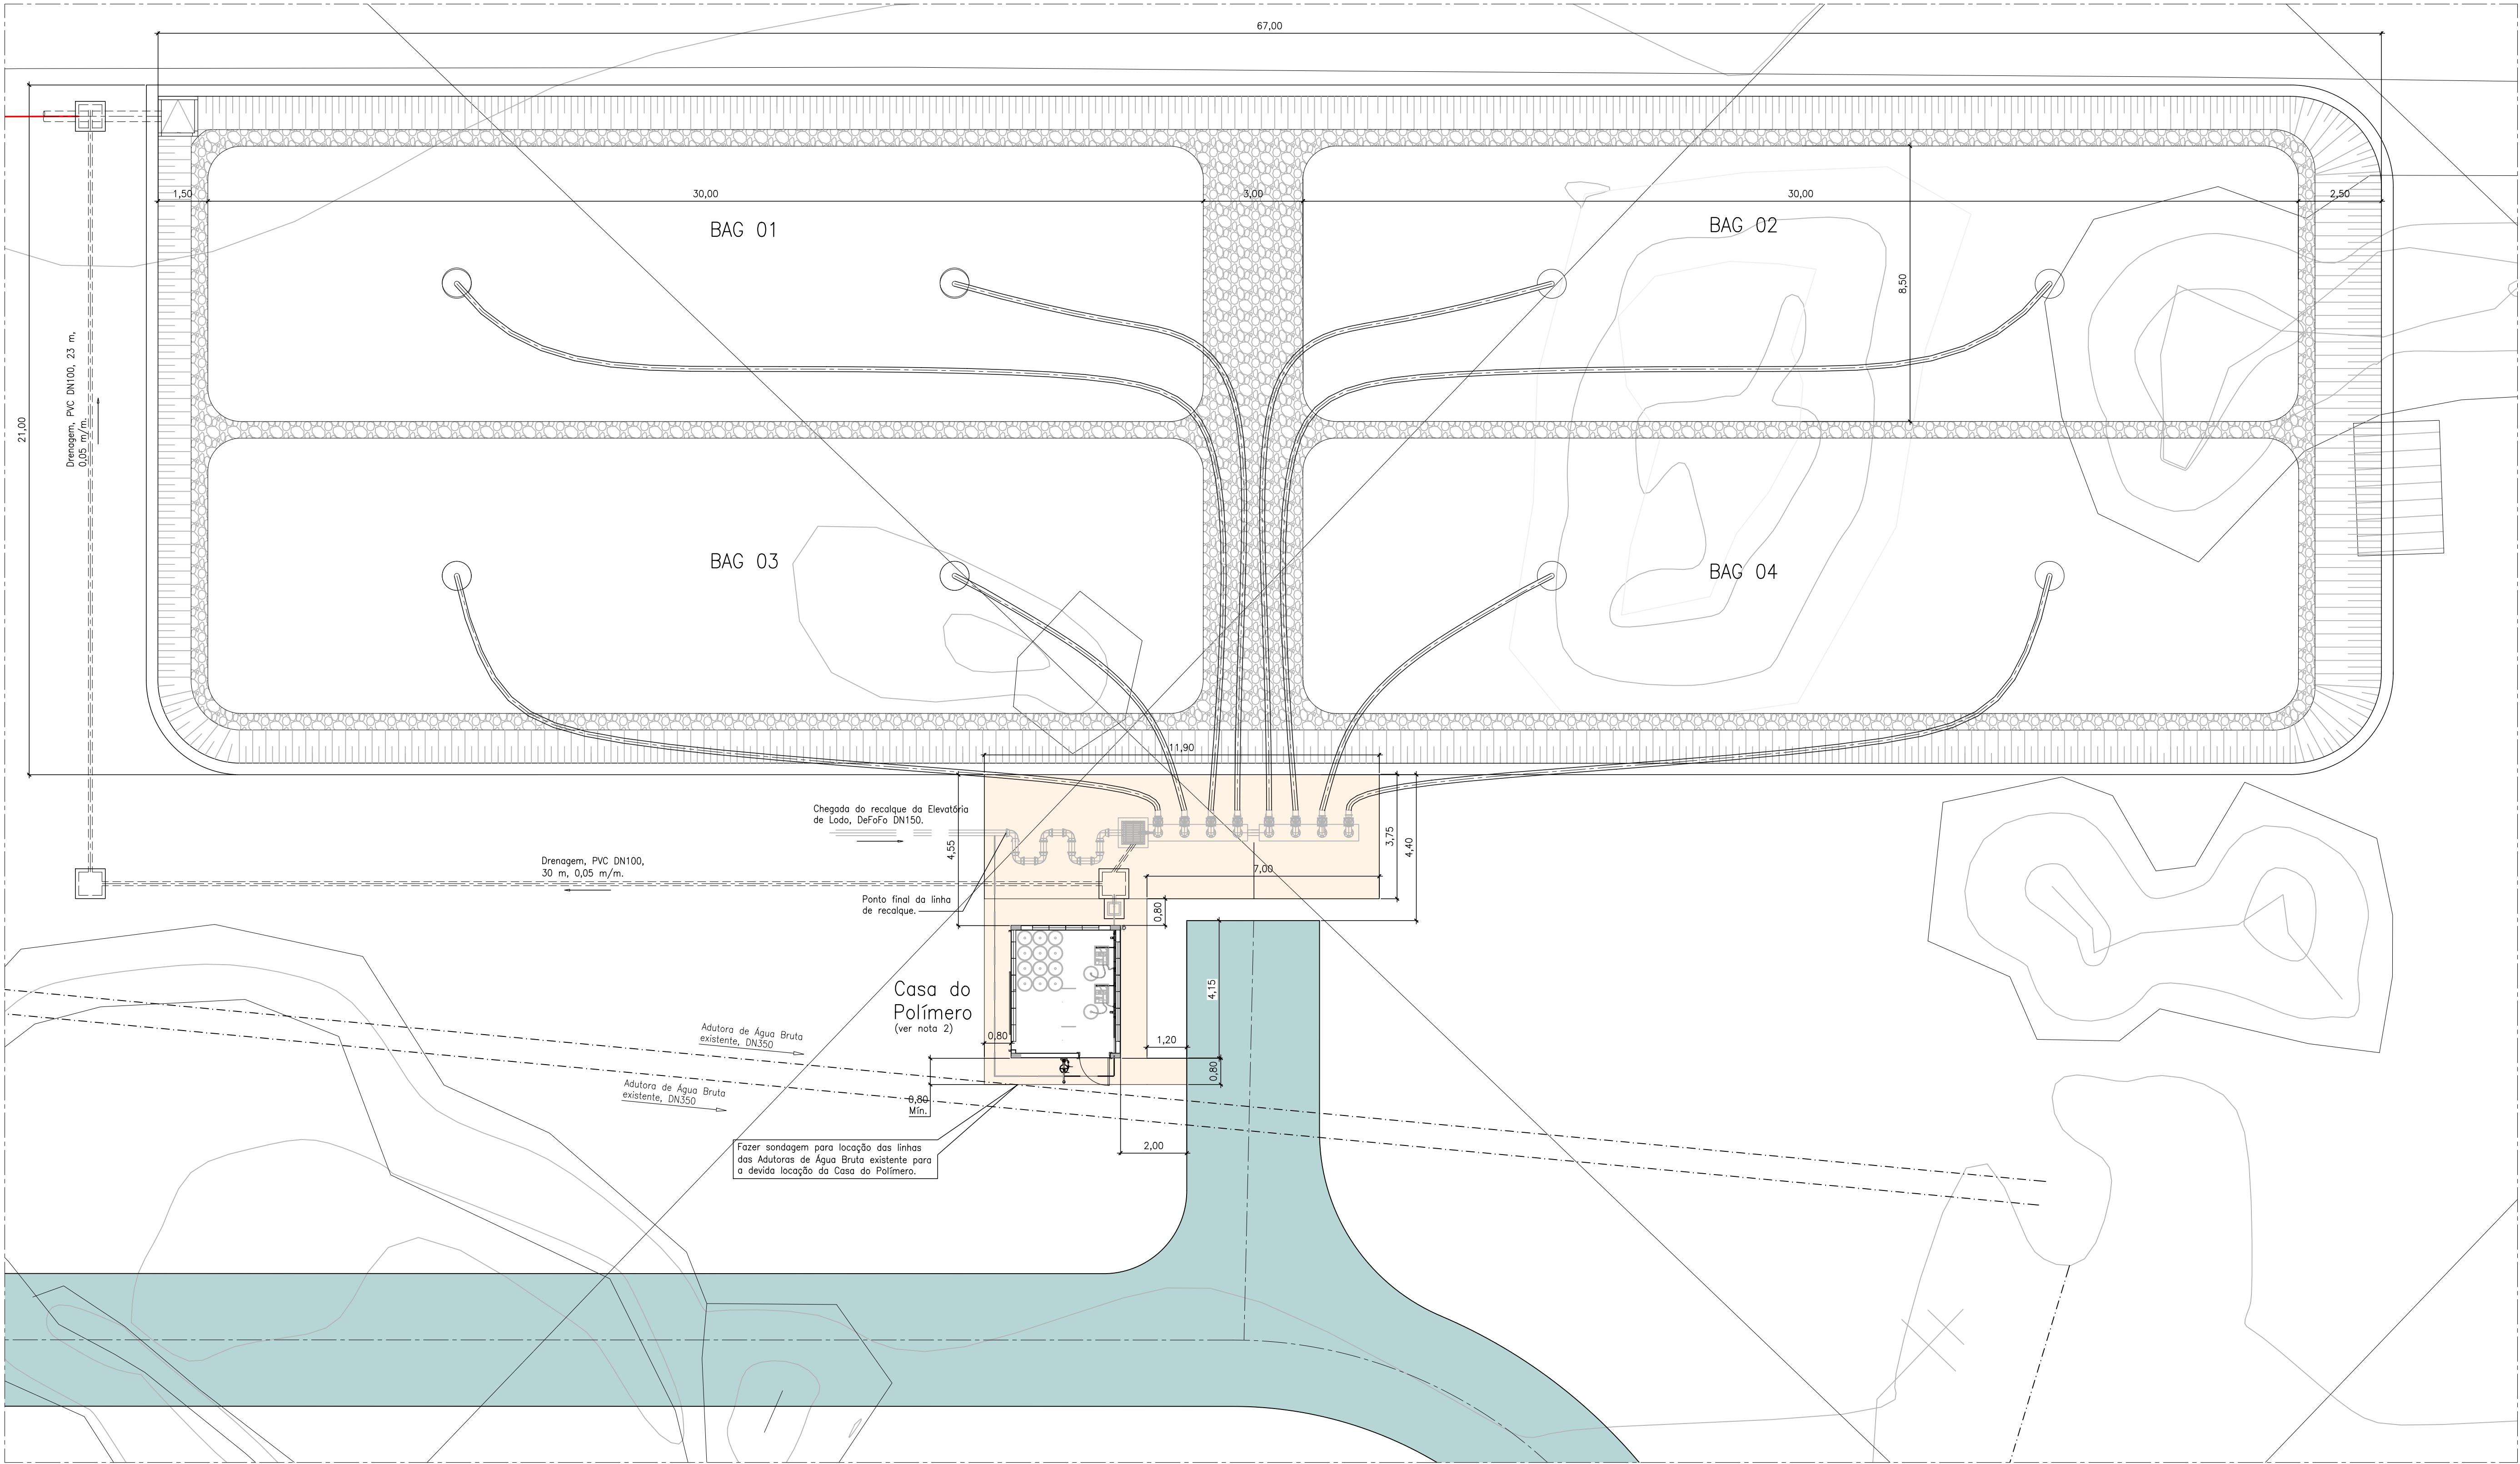 67,00
1,50
30,00
3,00
30,00
2,50
BAG 01
BAG 02
8,50
21,00
Drenagem, PVC DN100, 23 m,
0,05 m/m.
BAG 03
BAG 04
11,90
Chegada do recalque da Elevatória
de Lodo, DeFoFo DN150.
4,55
3,75
4,40
Drenagem, PVC DN100,
30 m, 0,05 m/m.
7,00
Ponto final da linha
de recalque.
0,80
Casa do
Polímero
(ver nota 2)
4,15
0,80
1,20
0,80
0,80
Mín.
Adutora de Água Bruta
existente, DN350
Adutora de Água Bruta
existente, DN350
2,00
Fazer sondagem para locação das linhas
das Adutoras de Água Bruta existente para
a devida locação da Casa do Polímero.